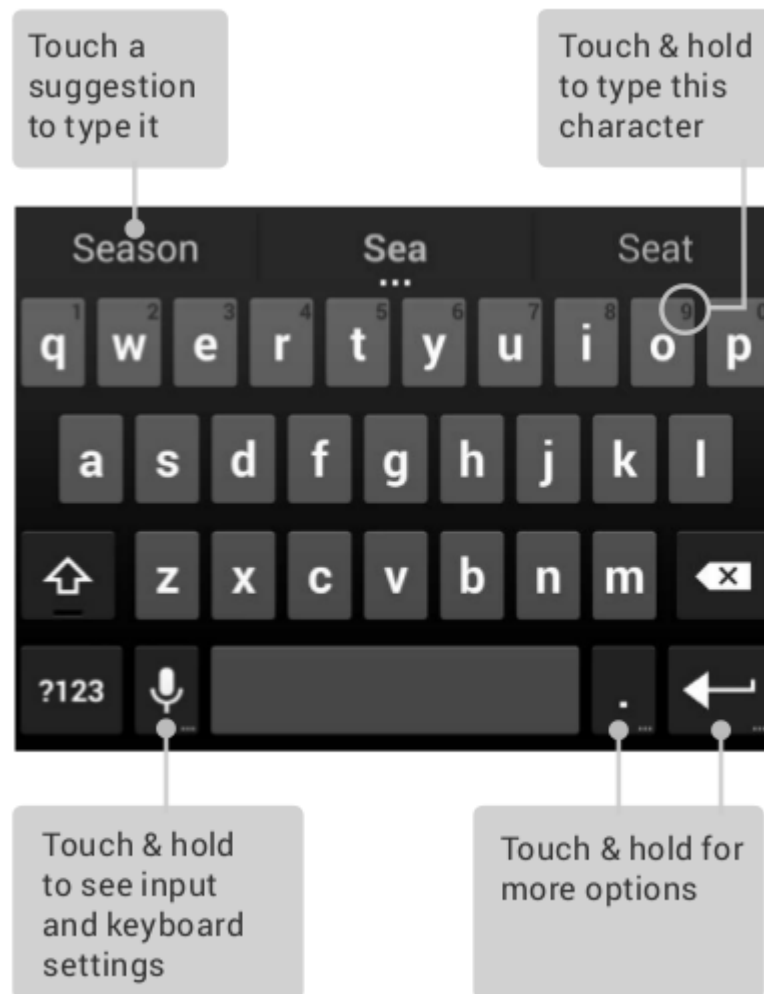 Touch a
suggestion
to type it
Touch & hold
to type this
character
Season Sea Seat
1 2 3 4 5 6 7 8 9 0
q w e r t y u i o p
a s d f g h j k l
z x c v b n m
?123 .
Touch & hold
to see input
and keyboard
settings
Touch & hold for
more options